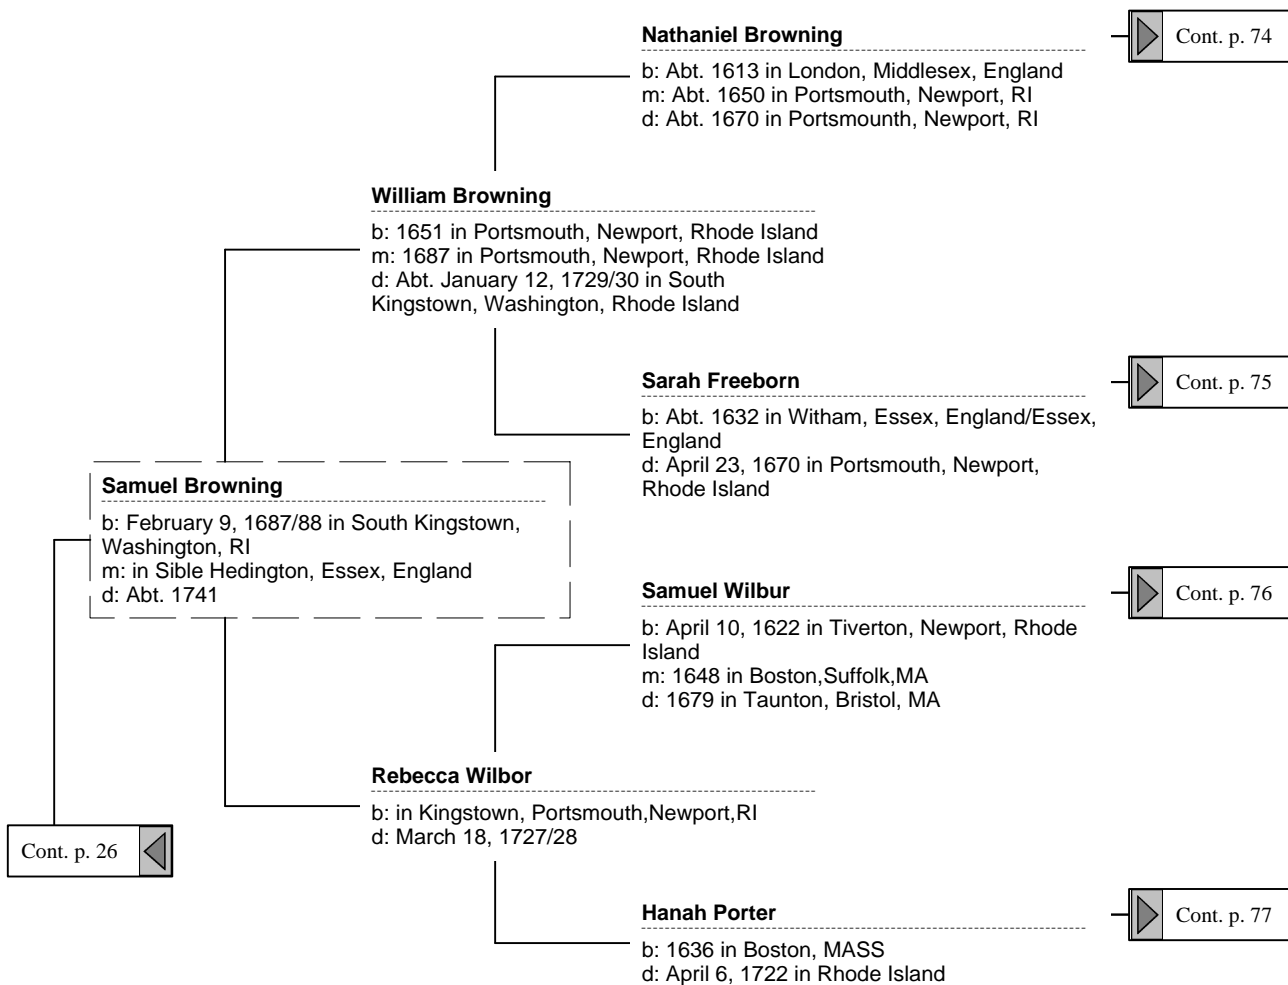 Nathaniel Browning
b: Abt. 1613 in London, Middlesex, England
m: Abt. 1650 in Portsmouth, Newport, RI
d: Abt. 1670 in Portsmounth, Newport, RI
Cont. p. 74
William Browning
b: 1651 in Portsmouth, Newport, Rhode Island
m: 1687 in Portsmouth, Newport, Rhode Island
d: Abt. January 12, 1729/30 in South
Kingstown, Washington, Rhode Island
Sarah Freeborn
b: Abt. 1632 in Witham, Essex, England/Essex,
England
d: April 23, 1670 in Portsmouth, Newport,
Rhode Island
Cont. p. 75
Samuel Browning
b: February 9, 1687/88 in South Kingstown,
Washington, RI
m: in Sible Hedington, Essex, England
d: Abt. 1741
Samuel Wilbur
b: April 10, 1622 in Tiverton, Newport, Rhode
Island
m: 1648 in Boston,Suffolk,MA
d: 1679 in Taunton, Bristol, MA
Cont. p. 76
Rebecca Wilbor
b: in Kingstown, Portsmouth,Newport,RI
d: March 18, 1727/28
Cont. p. 26
Hanah Porter
b: 1636 in Boston, MASS
d: April 6, 1722 in Rhode Island
Cont. p. 77